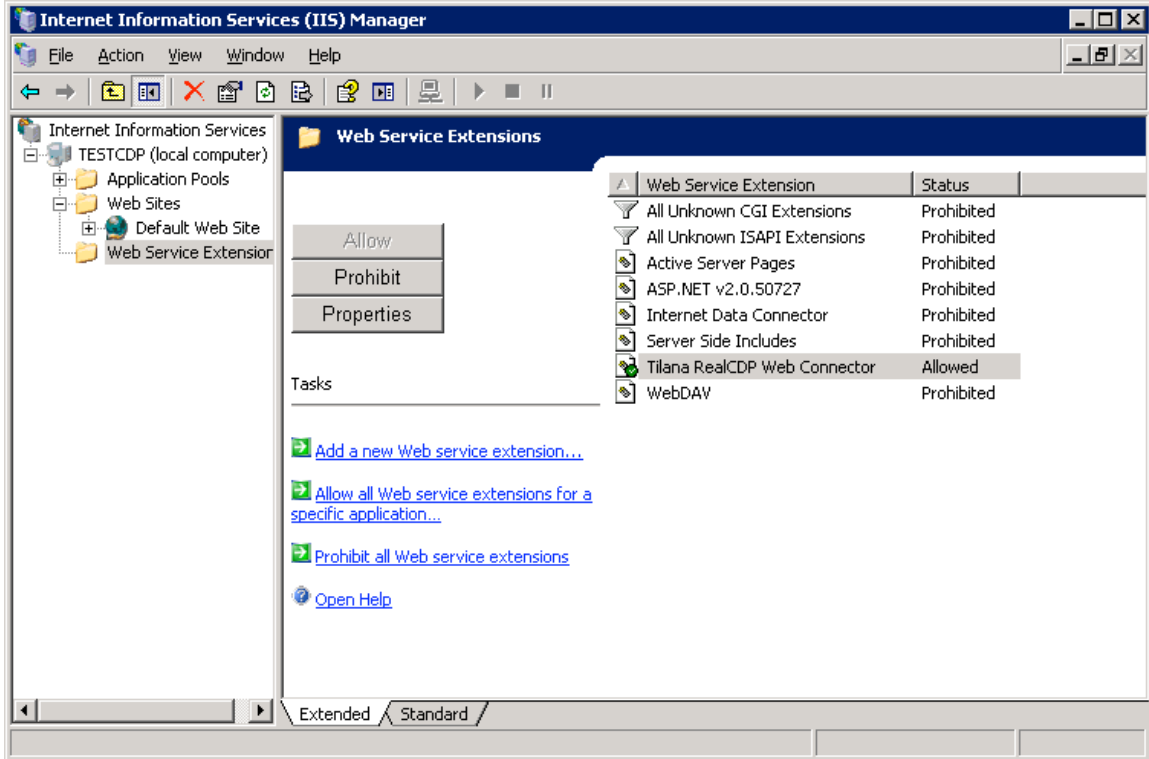 Internet Information Services (IIS) Manager
File Action View Window Help
Internet Information Services
TESTCDP (local computer)
Application Pools
Web Sites
Default Web Site
Web Service Extension
Web Service Extensions
Allow
Prohibit
Properties
Tasks
Add a new Web service extension...
Allow all Web service extensions for a
specific application...
Prohibit all Web service extensions
Open Help
Web Service Extension Status
All Unknown CGI Extensions Prohibited
All Unknown ISAPI Extensions Prohibited
Active Server Pages Prohibited
ASP.NET v2.0.50727 Prohibited
Internet Data Connector Prohibited
Server Side Includes Prohibited
Tilana RealCDP Web Connector Allowed
WebDAV Prohibited
Extended Standard